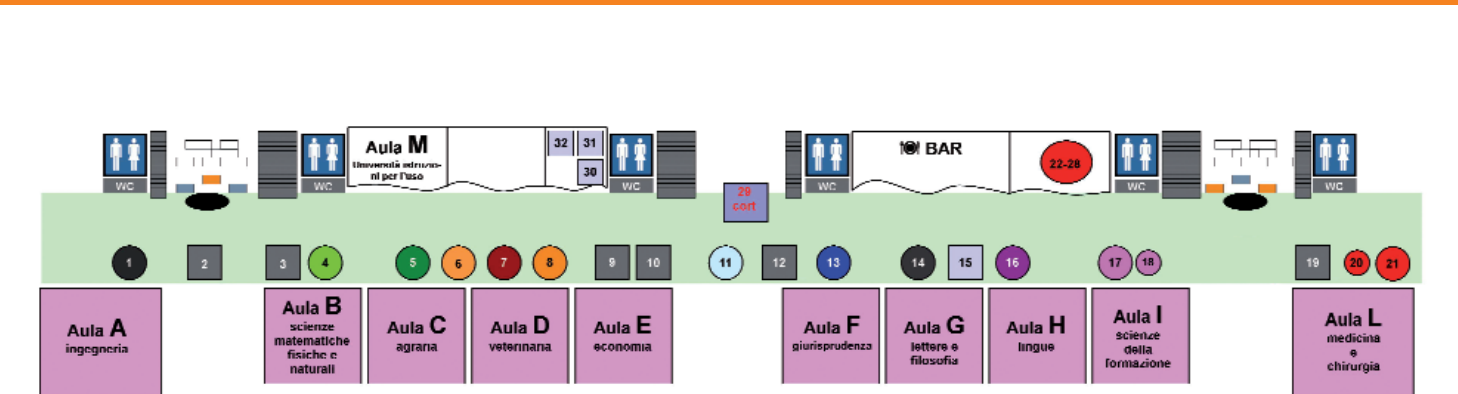 Aula M
Università istruzio-
ni per l'uso
32
31
30
BAR
22-28
WC
WC
WC
WC
WC
WC
29
cort
1
2
3
4
5
6
7
8
9
10
11
12
13
14
15
16
17
18
19
20
21
Aula A
ingegneria
Aula B
scienze
matematiche
fisiche e
naturali
Aula C
agraria
Aula D
veterinaria
Aula E
economia
Aula F
giurisprudenza
Aula G
lettere e
filosofia
Aula H
lingue
Aula I
scienze
della
formazione
Aula L
medicina
e
chirurgia